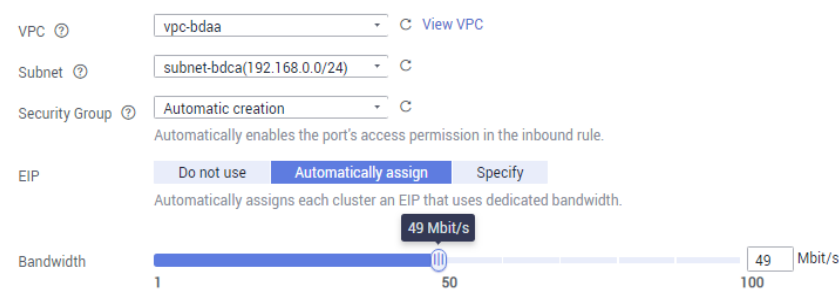 VPC ? vpc-bdaa View VPC
Subnet ? subnet-bdca(192.168.0.0/24)
Security Group ? Automatic creation
Automatically enables the port's access permission in the inbound rule.
EIP Do not use Automatically assign Specify
Automatically assigns each cluster an EIP that uses dedicated bandwidth.
49 Mbit/s
Bandwidth 49 Mbit/s
1 50 100